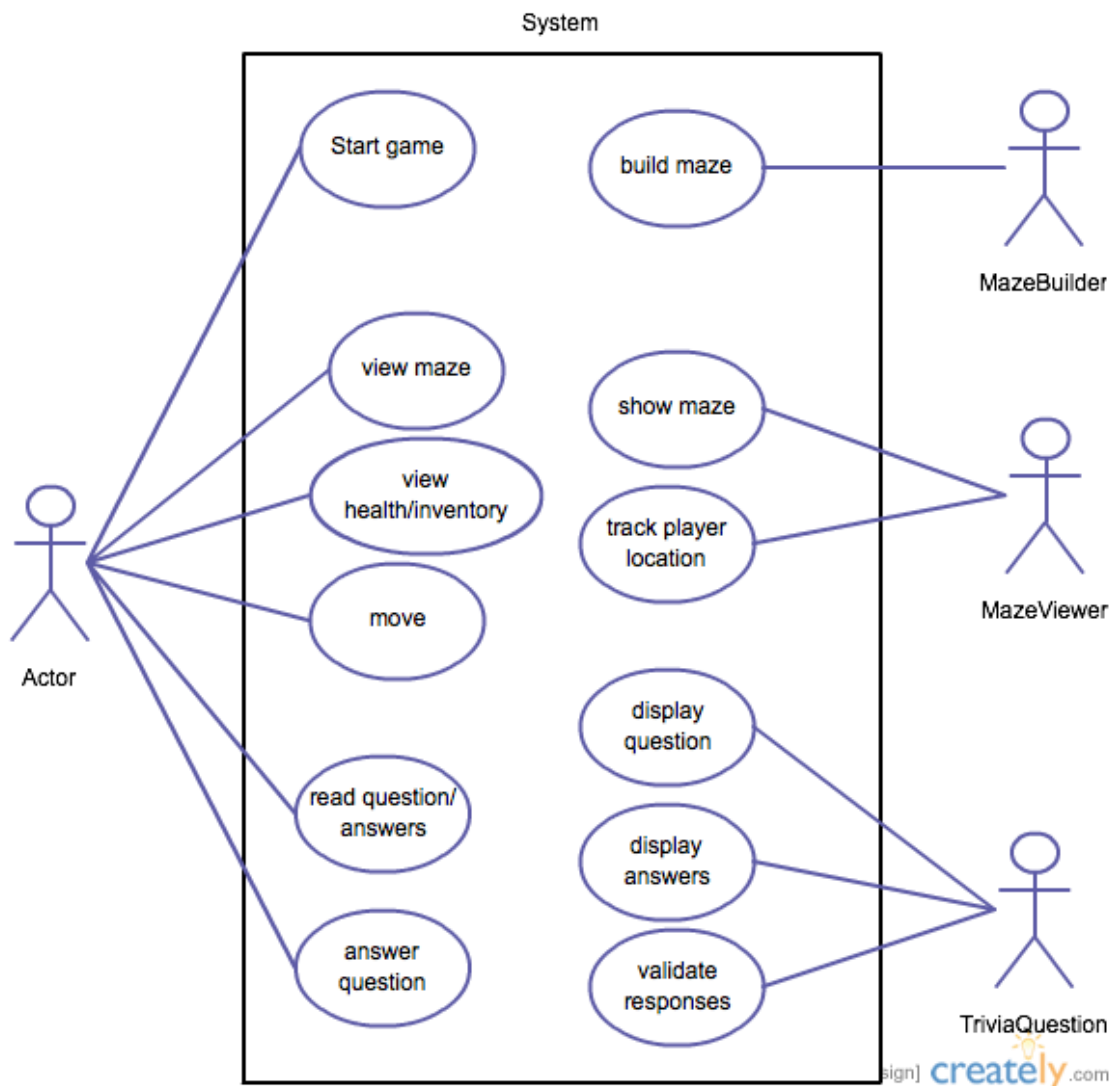 System
Start game
build maze
MazeBuilder
view maze
show maze
view
health/inventory
track player
location
move
MazeViewer
Actor
display
question
read question/
answers
display
answers
answer
question
validate
responses
TriviaQuestion
sign] creately.com